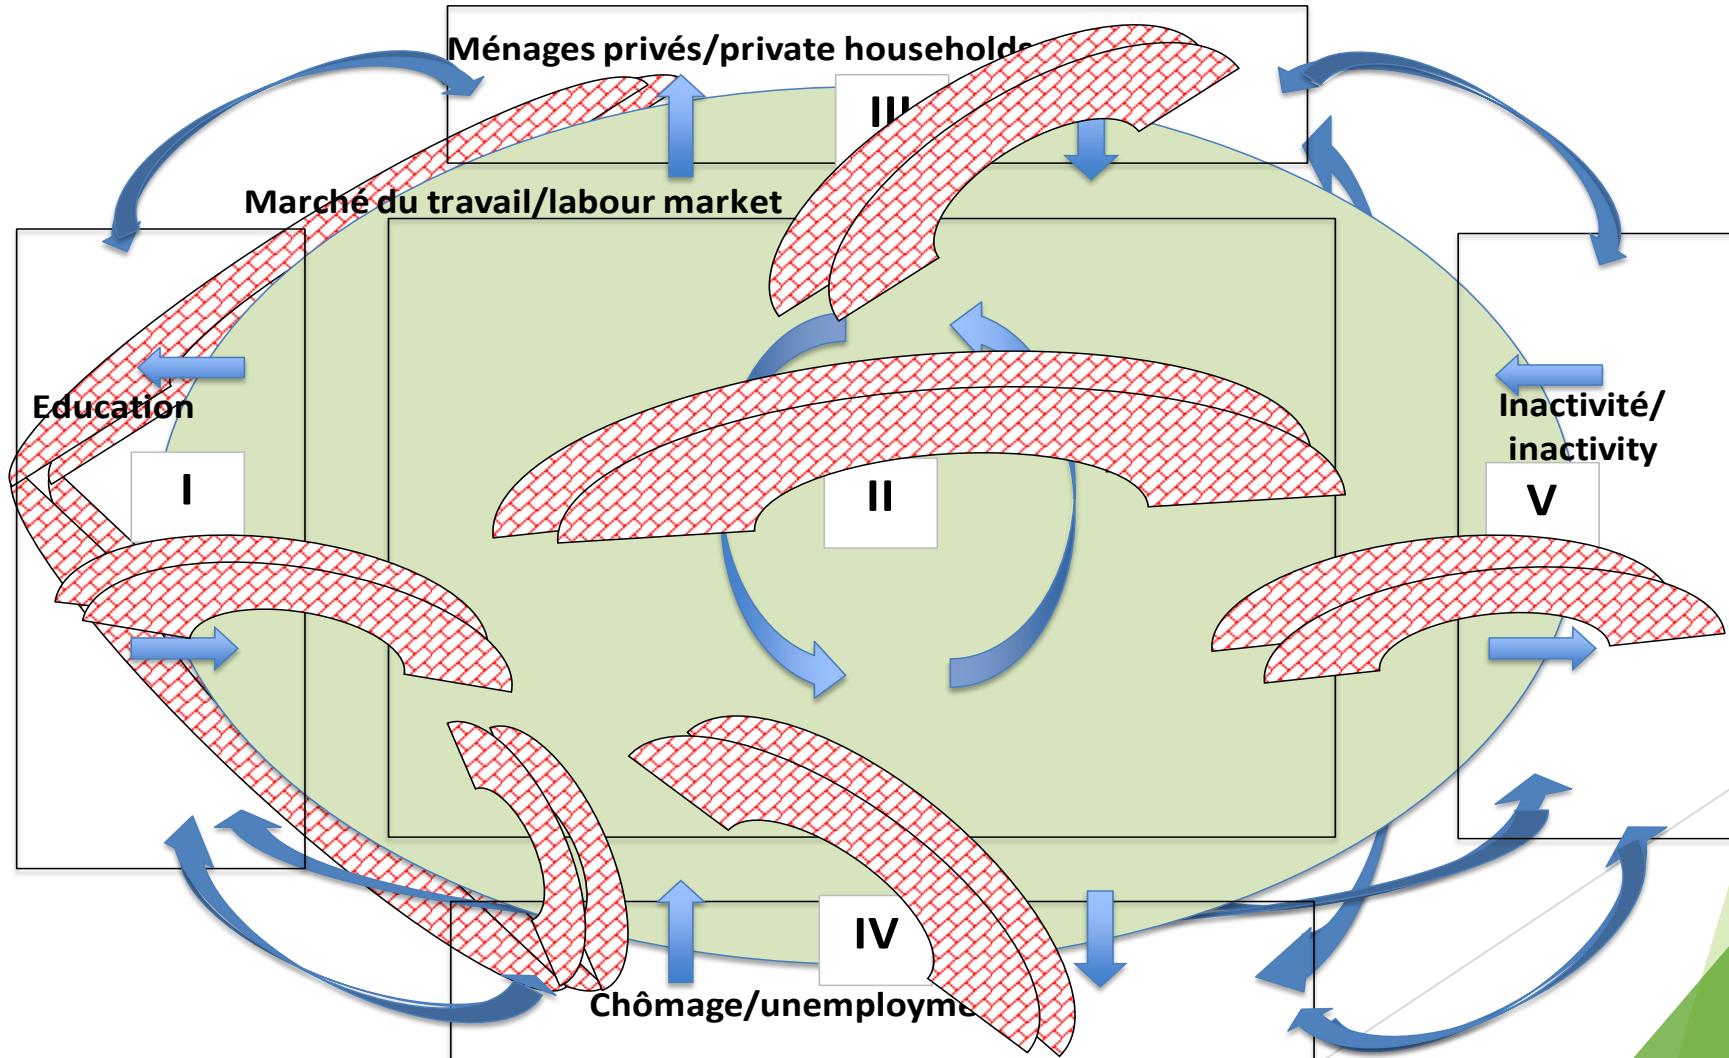 Ménages privés/private households
III
Marché du travail/labour market
Education
Inactivité/
inactivity
I
II
V
IV
Chômage/unemployme